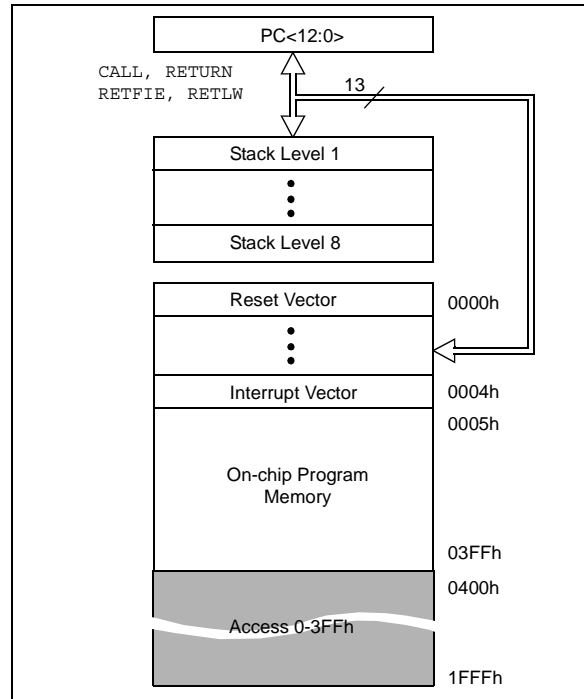 PC<12:0>
CALL, RETURN
RETFIE, RETLW
13
Stack Level 1
Stack Level 8
Reset Vector
0000h
Interrupt Vector
0004h
0005h
On-chip Program
Memory
03FFh
0400h
Access 0-3FFh
1FFFh